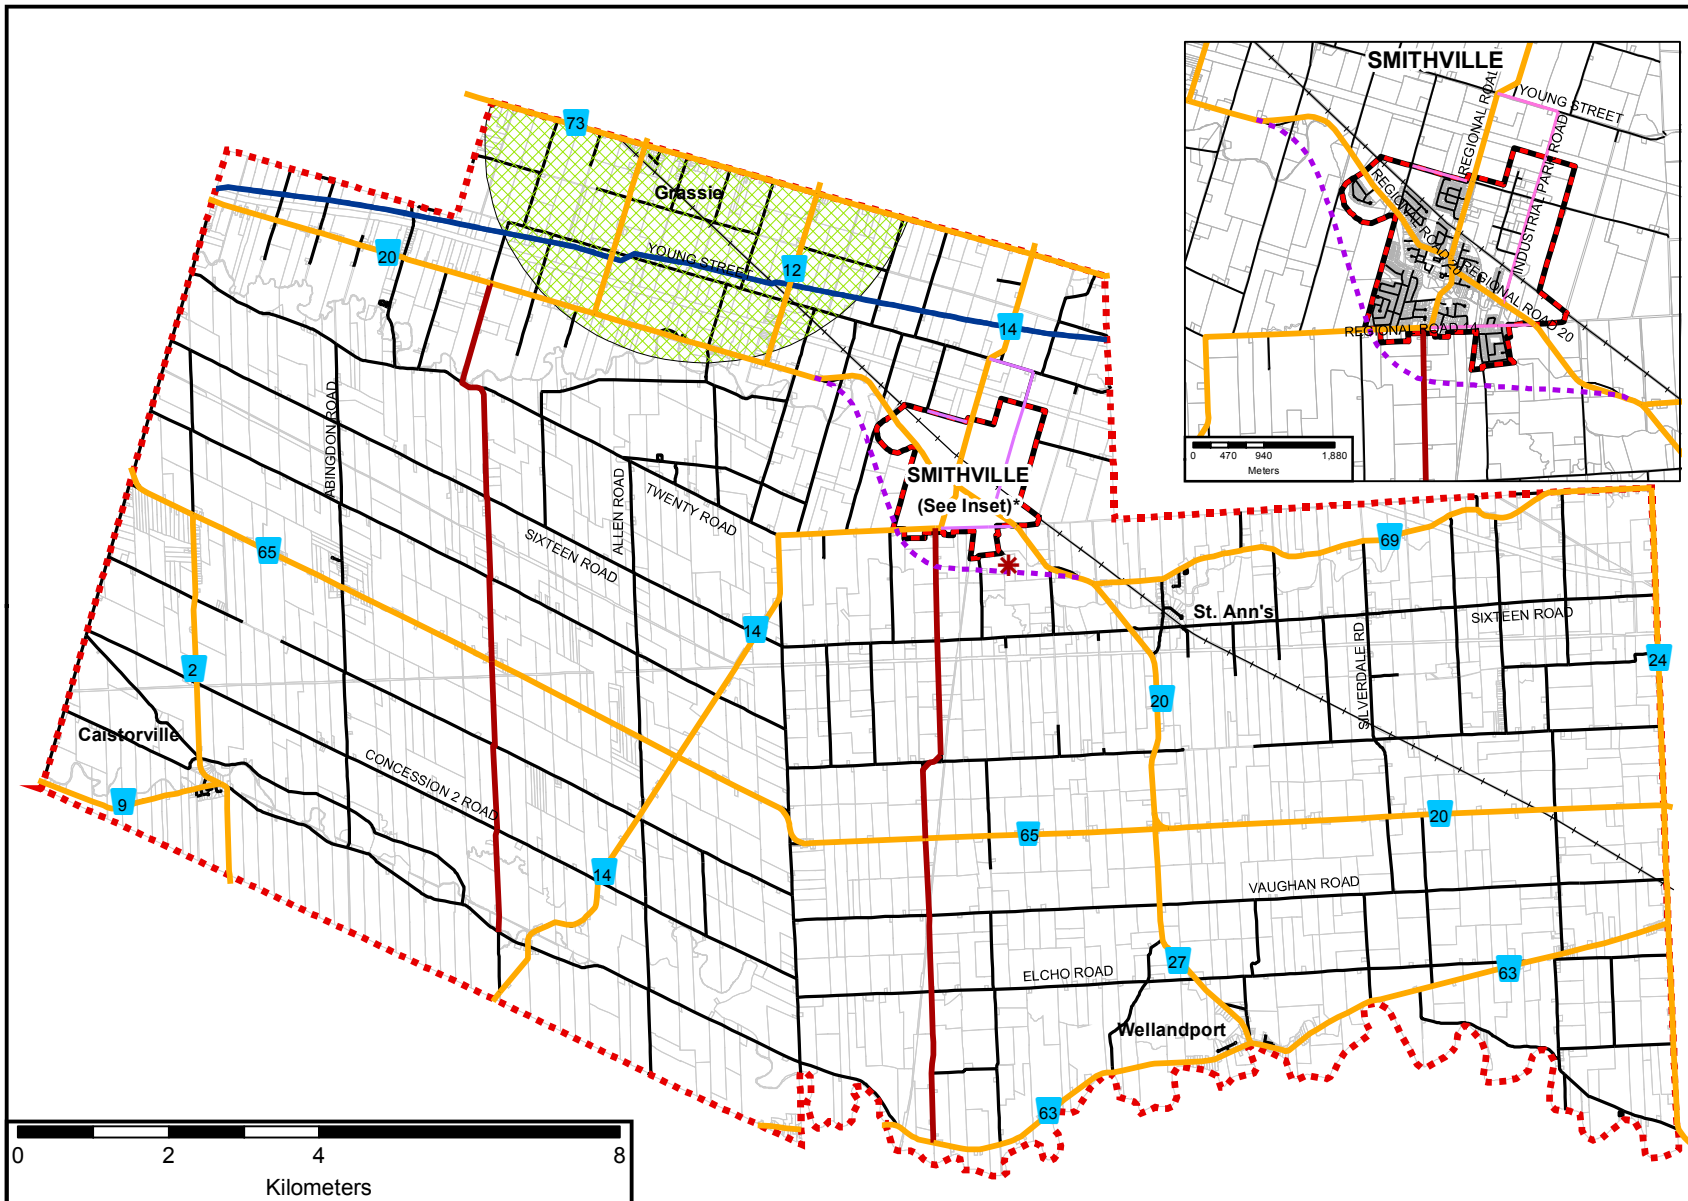 SMITHVILLE
YOUNG STREET
REGIONAL ROAD
INDUSTRIAL PARK ROAD
REGIONAL ROAD 20
REGIONAL ROAD 20
REGIONAL ROAD 14
0 470 940 1,880
Meters
73
Grassie
20
YOUNG STREET
12
14
ABINGDON ROAD
ALLEN ROAD
TWENTY ROAD
SIXTEEN ROAD
SMITHVILLE
(See Inset)*
69
65
14
St. Ann's
SIXTEEN ROAD
SILVERDALE RD
24
2
20
Caistorville
CONCESSION 2 ROAD
9
65
20
14
VAUGHAN ROAD
27
ELCHO ROAD
63
Wellandport
63
0 2 4 8
Kilometers